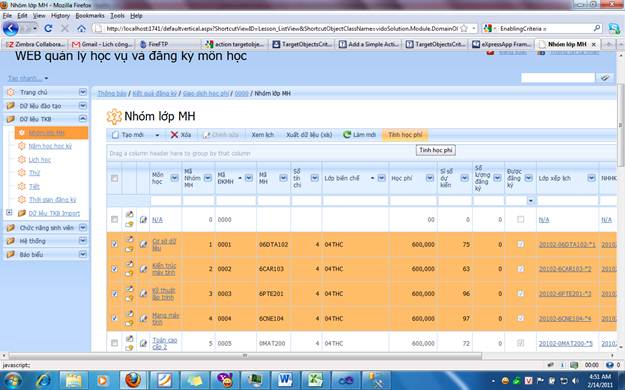 Nhóm lớp MH - Mozilla Firefox
File Edit View History Bookmarks Tools Help
http://localhost:1741/defaultvertical.aspx?ShortcutViewID=Lesson_ListView&ShortcutObjectClassName=vidoSolution.Module.DomainOl
EnablingCriteria =
Zimbra Collabora... Gmail - Lịch công... FireFTP action targetobje... TargetObjectsCrit... Add a Simple Acti... TargetObjectsCrit... eXpressApp Fram... Nhóm lớp MH
WEB quản lý học vụ và đăng ký môn học
Tạo nhanh...
Trang chủ
Dữ liệu đào tạo
Dữ liệu TKB
Nhóm lớp MH
Năm học học kỳ
Lịch học
Thứ
Tiết
Thời gian đăng ký
Dữ liệu TKB Import
Chức năng sinh viên
Hệ thống
Báo biểu
Thông báo / Kết quả đăng ký / Giao dịch học phí / 0000 / Nhóm lớp MH
Nhóm lớp MH
Tạo mới Xóa Chỉnh sửa Xem lịch Xuất dữ liệu (xls) Làm mới Tính học phí
Drag a column header here to group by that column
Tính học phí
Môn học Mã Nhóm MH Mã ĐKMH Mã MH Số tín chỉ Lớp biên chế Học phí Sĩ số dự kiến Số lượng đăng ký Được đăng ký Lớp xếp lịch NHHK
N/A 0 0000 00 0 0 N/A N/A
Cơ sở dữ liệu 1 0001 06DTA102 4 04THC 600,000 75 0 20102-06DTA102-*1 20102
Kiến trúc máy tính 2 0002 6CAR103 4 04THC 600,000 63 0 20102-6CAR103-*2 20102
Kỹ thuật lập trình 3 0003 6PTE201 4 04THC 600,000 96 0 20102-6PTE201-*3 20102
Mạng máy tính 4 0004 6CNE104 4 04THC 600,000 97 0 20102-6CNE104-*4 20102
Toán cao cấp 2 5 0005 0MAT200 4 04THC 600,000 72 0 20102-0MAT200-*5 20102
javascript:;
00:00 0
4:51 AM
2/14/2011